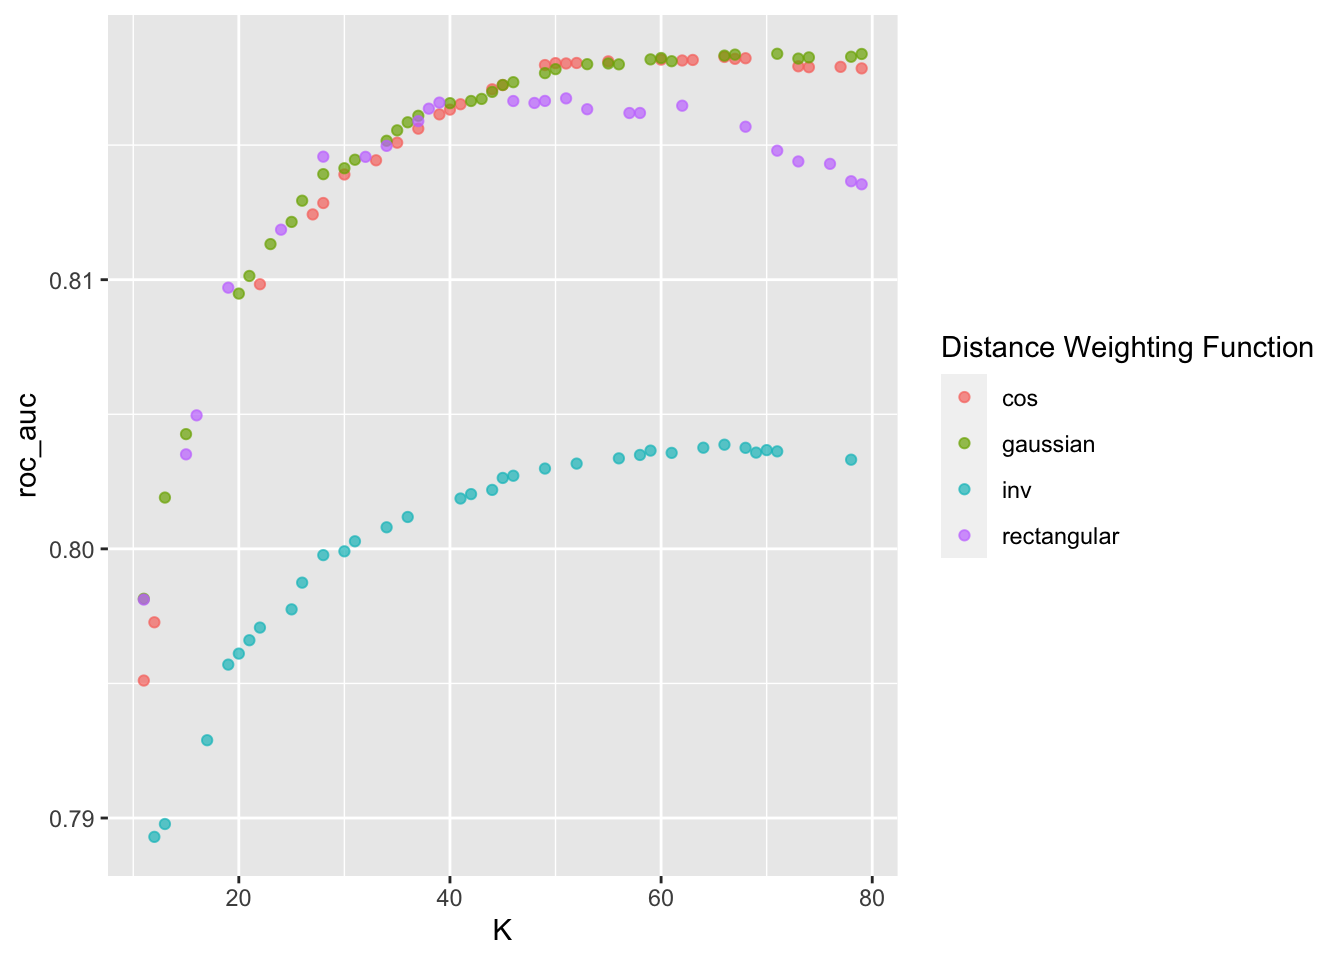 0.81
0.80
0.79
roc_auc
20 40 60 80
K
Distance Weighting Function
cos
gaussian
inv
rectangular